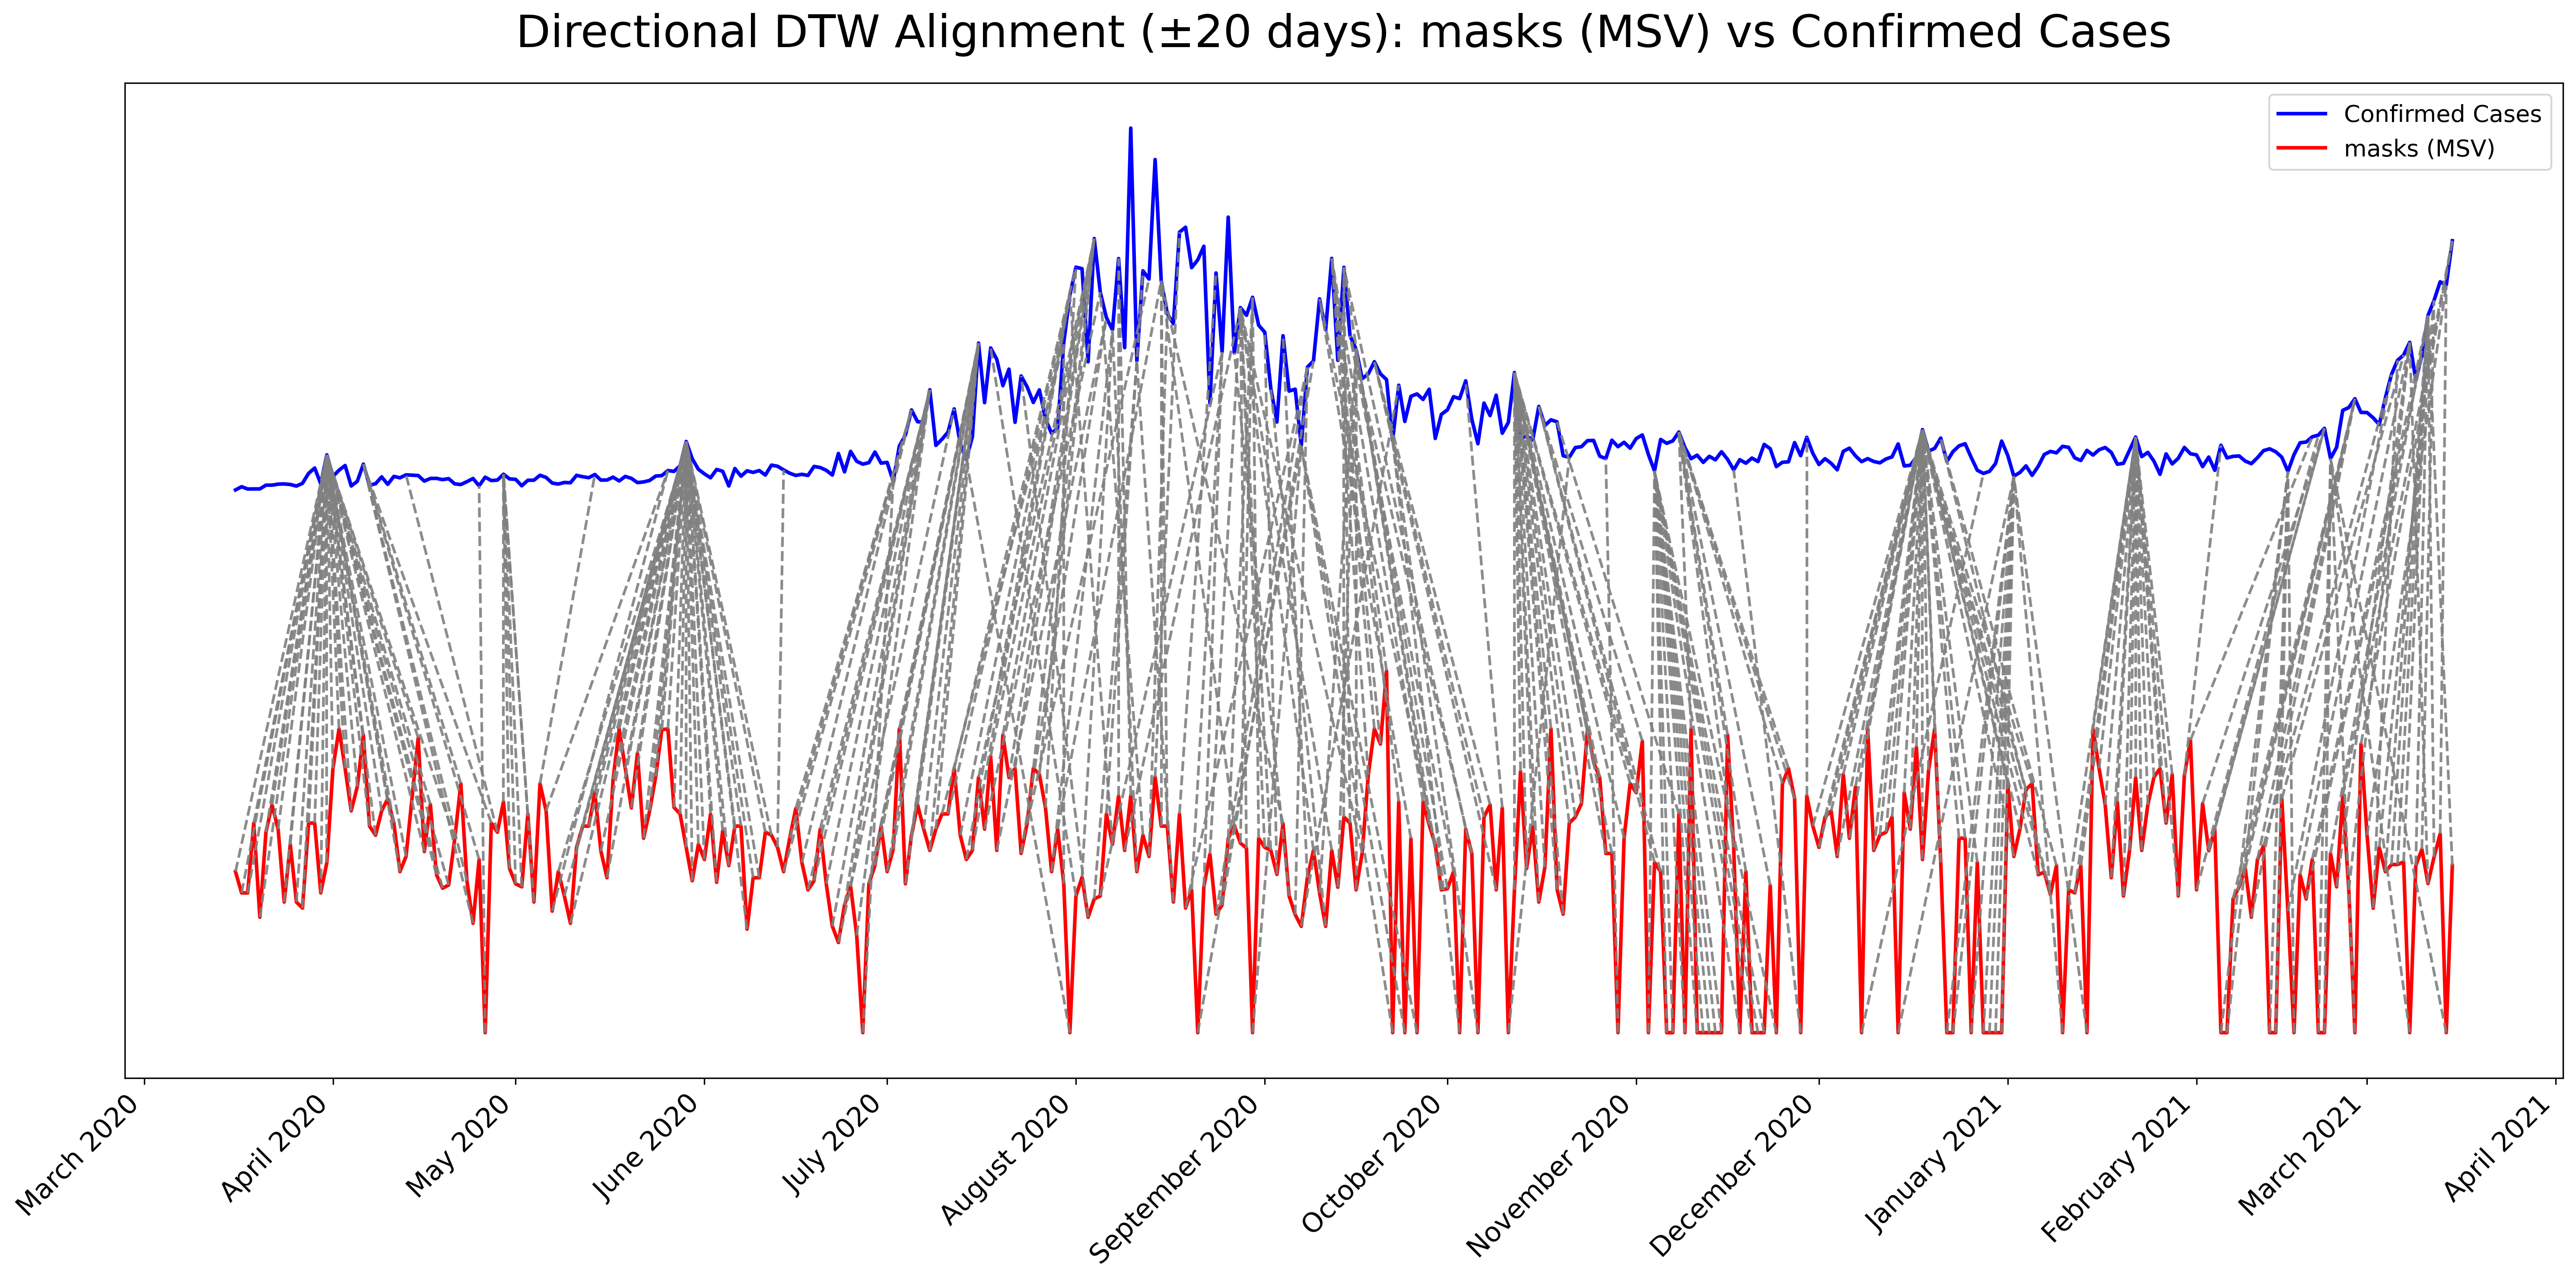 Directional DTW Alignment (±20 days): masks (MSV) vs Confirmed Cases
Confirmed Cases
masks (MSV)
March 2020
April 2020
May 2020
June 2020
July 2020
August 2020
September 2020
October 2020
November 2020
December 2020
January 2021
February 2021
March 2021
April 2021